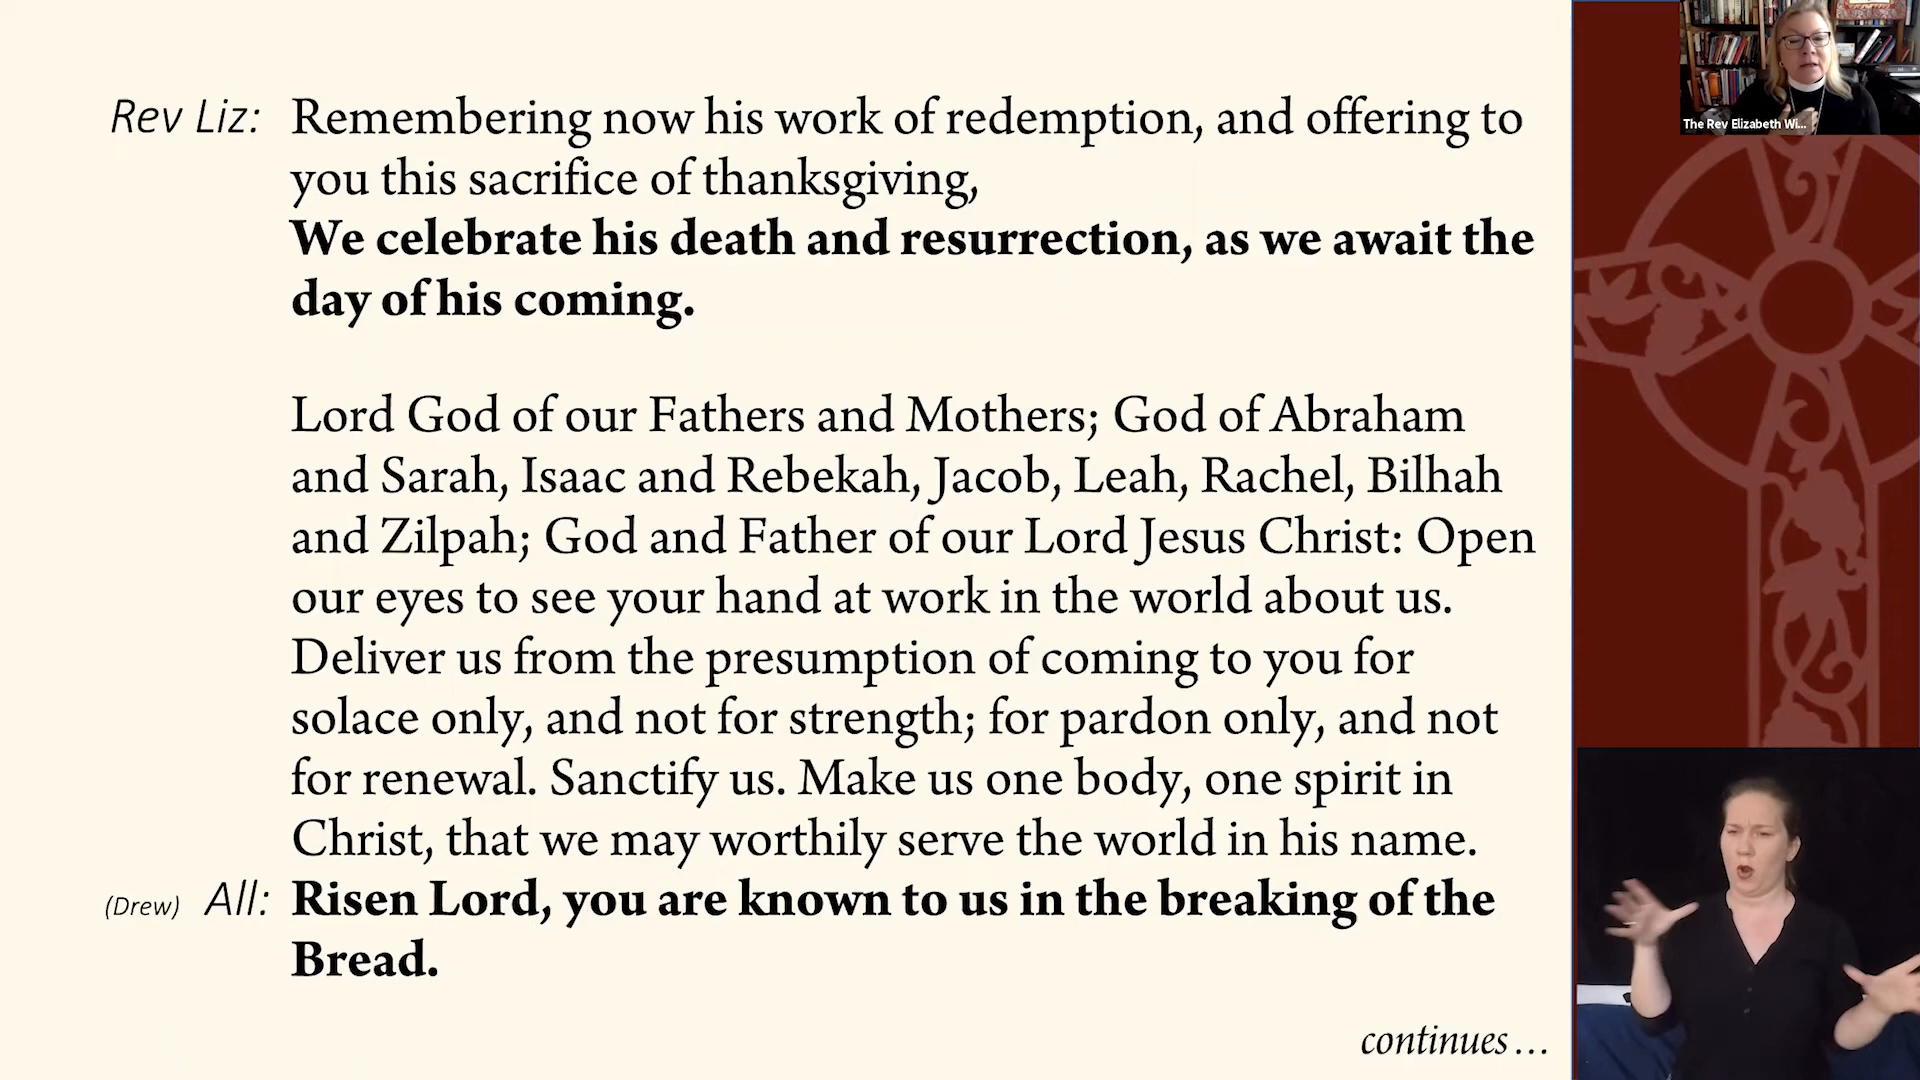 Rev Liz: Remembering now his work of redemption, and offering to
you this sacrifice of thanksgiving,
We celebrate his death and resurrection, as we await the
day of his coming.
Lord God of our Fathers and Mothers; God of Abraham
and Sarah, Isaac and Rebekah, Jacob, Leah, Rachel, Bilhah
and Zilpah; God and Father of our Lord Jesus Christ: Open
our eyes to see your hand at work in the world about us.
Deliver us from the presumption of coming to you for
solace only, and not for strength; for pardon only, and not
for renewal. Sanctify us. Make us one body, one spirit in
Christ, that we may worthily serve the world in his name.
(Drew) All: Risen Lord, you are known to us in the breaking of the
Bread.
continues ...
The Rev Elizabeth Wi...